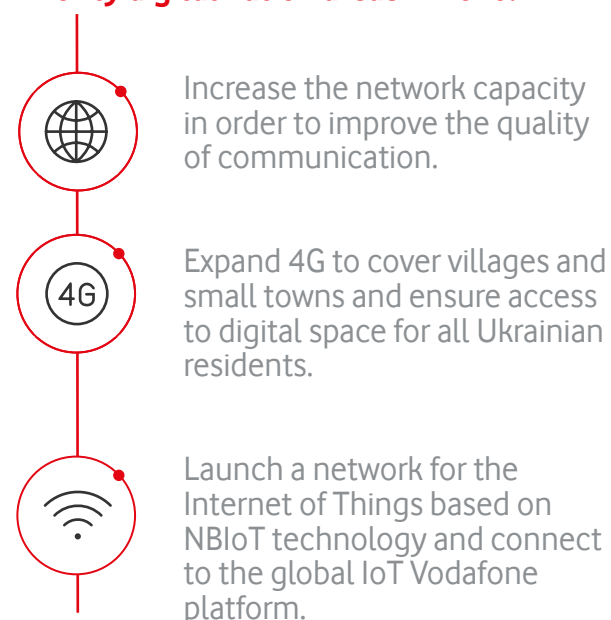 Increase the network capacity
in order to improve the quality
of communication.
4G
Expand 4G to cover villages and
small towns and ensure access
to digital space for all Ukrainian
residents.
Launch a network for the
Internet of Things based on
NBIoT technology and connect
to the global IoT Vodafone
platform.